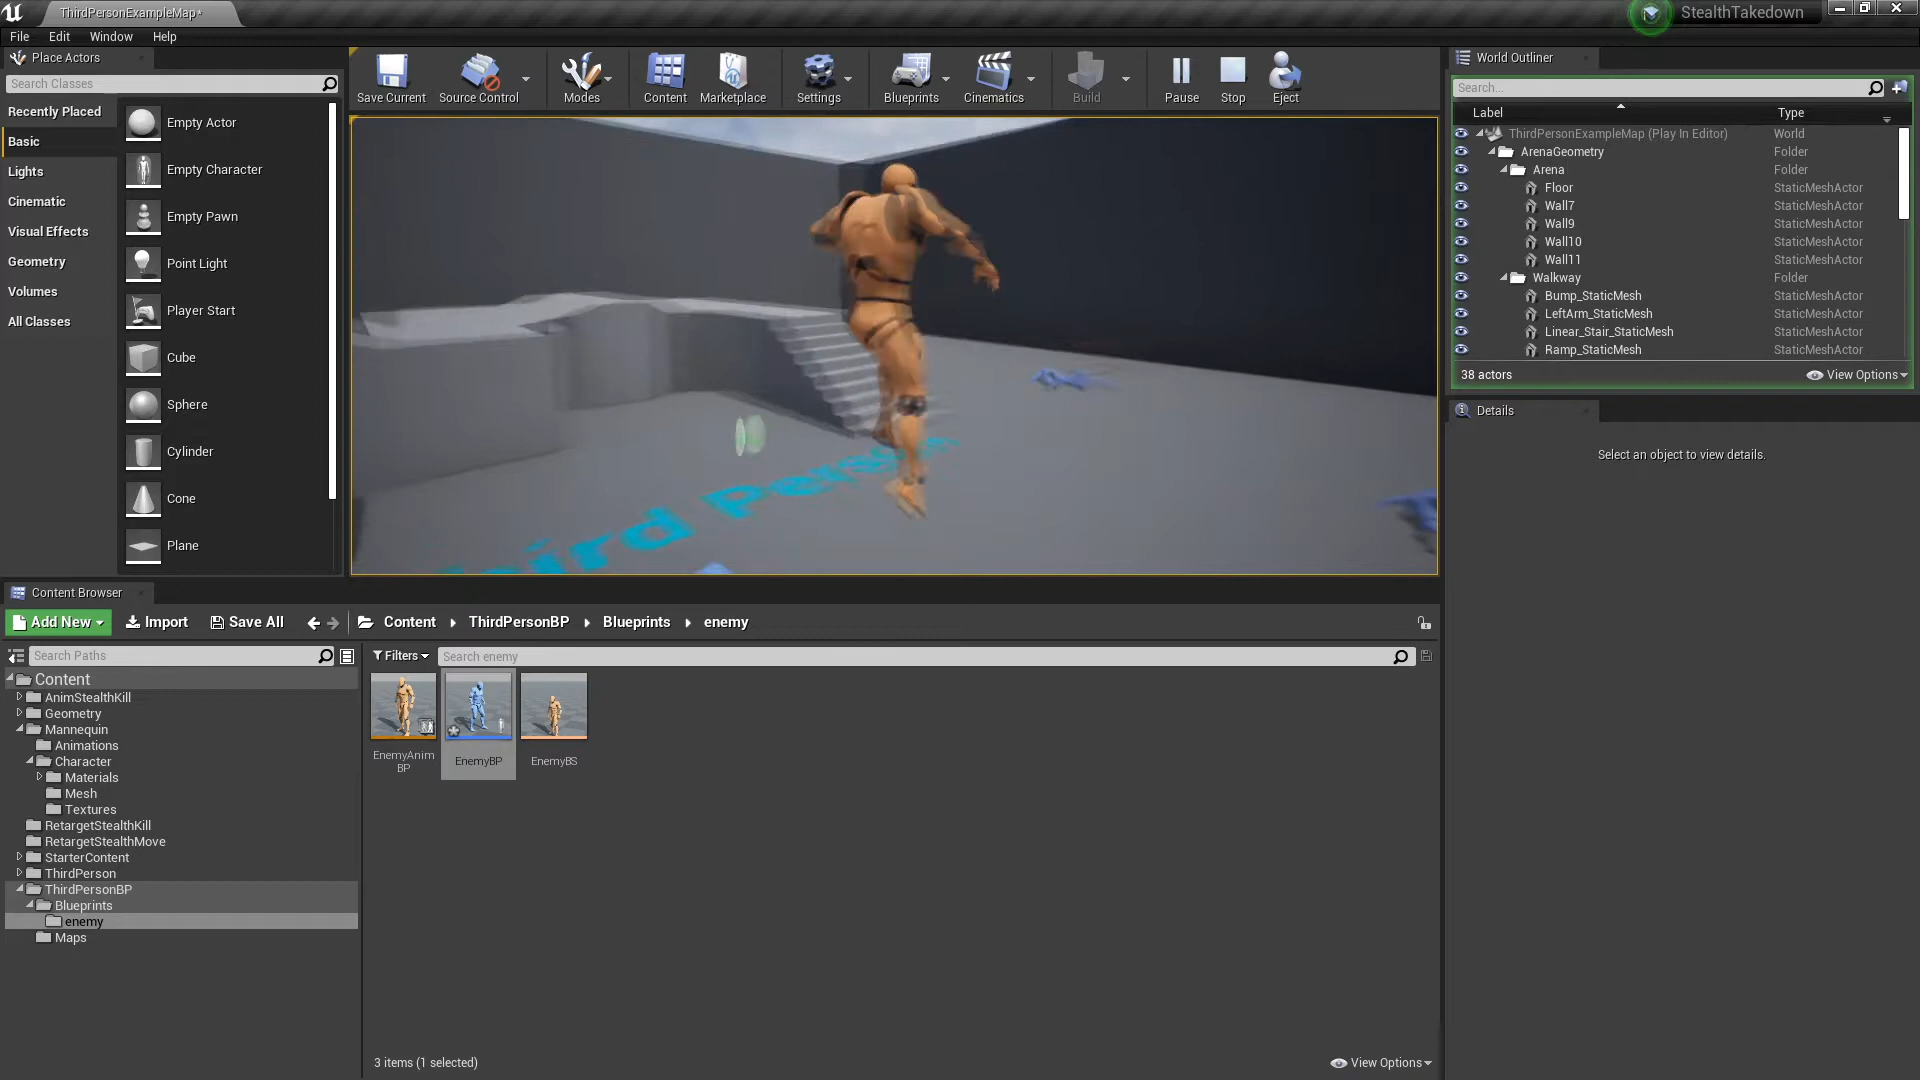 ThirdPersonExampleMap*
StealthTakedown
File Edit Window Help
Place Actors
Search Classes
Recently Placed
Basic
Lights
Cinematic
Visual Effects
Geometry
Volumes
All Classes
Empty Actor
Empty Character
Empty Pawn
Point Light
Player Start
Cube
Sphere
Cylinder
Cone
Plane
Save Current
Source Control
Modes
Content
Marketplace
Settings
Blueprints
Cinematics
Build
Pause
Stop
Eject
World Outliner
Search...
Label Type
ThirdPersonExampleMap (Play In Editor) World
ArenaGeometry Folder
Arena Folder
Floor StaticMeshActor
Wall7 StaticMeshActor
Wall9 StaticMeshActor
Wall10 StaticMeshActor
Wall11 StaticMeshActor
Walkway Folder
Bump_StaticMesh StaticMeshActor
LeftArm_StaticMesh StaticMeshActor
Linear_Stair_StaticMesh StaticMeshActor
Ramp_StaticMesh StaticMeshActor
38 actors
View Options
Details
Select an object to view details.
Content Browser
Add New Import Save All
Content ThirdPersonBP Blueprints enemy
Search Paths
Filters
Search enemy
Content
AnimStealthKill
Geometry
Mannequin
Animations
Character
Materials
Mesh
Textures
RetargetStealthKill
RetargetStealthMove
StarterContent
ThirdPerson
ThirdPersonBP
Blueprints
enemy
Maps
EnemyAnim
BP
EnemyBP
EnemyBS
3 items (1 selected)
View Options